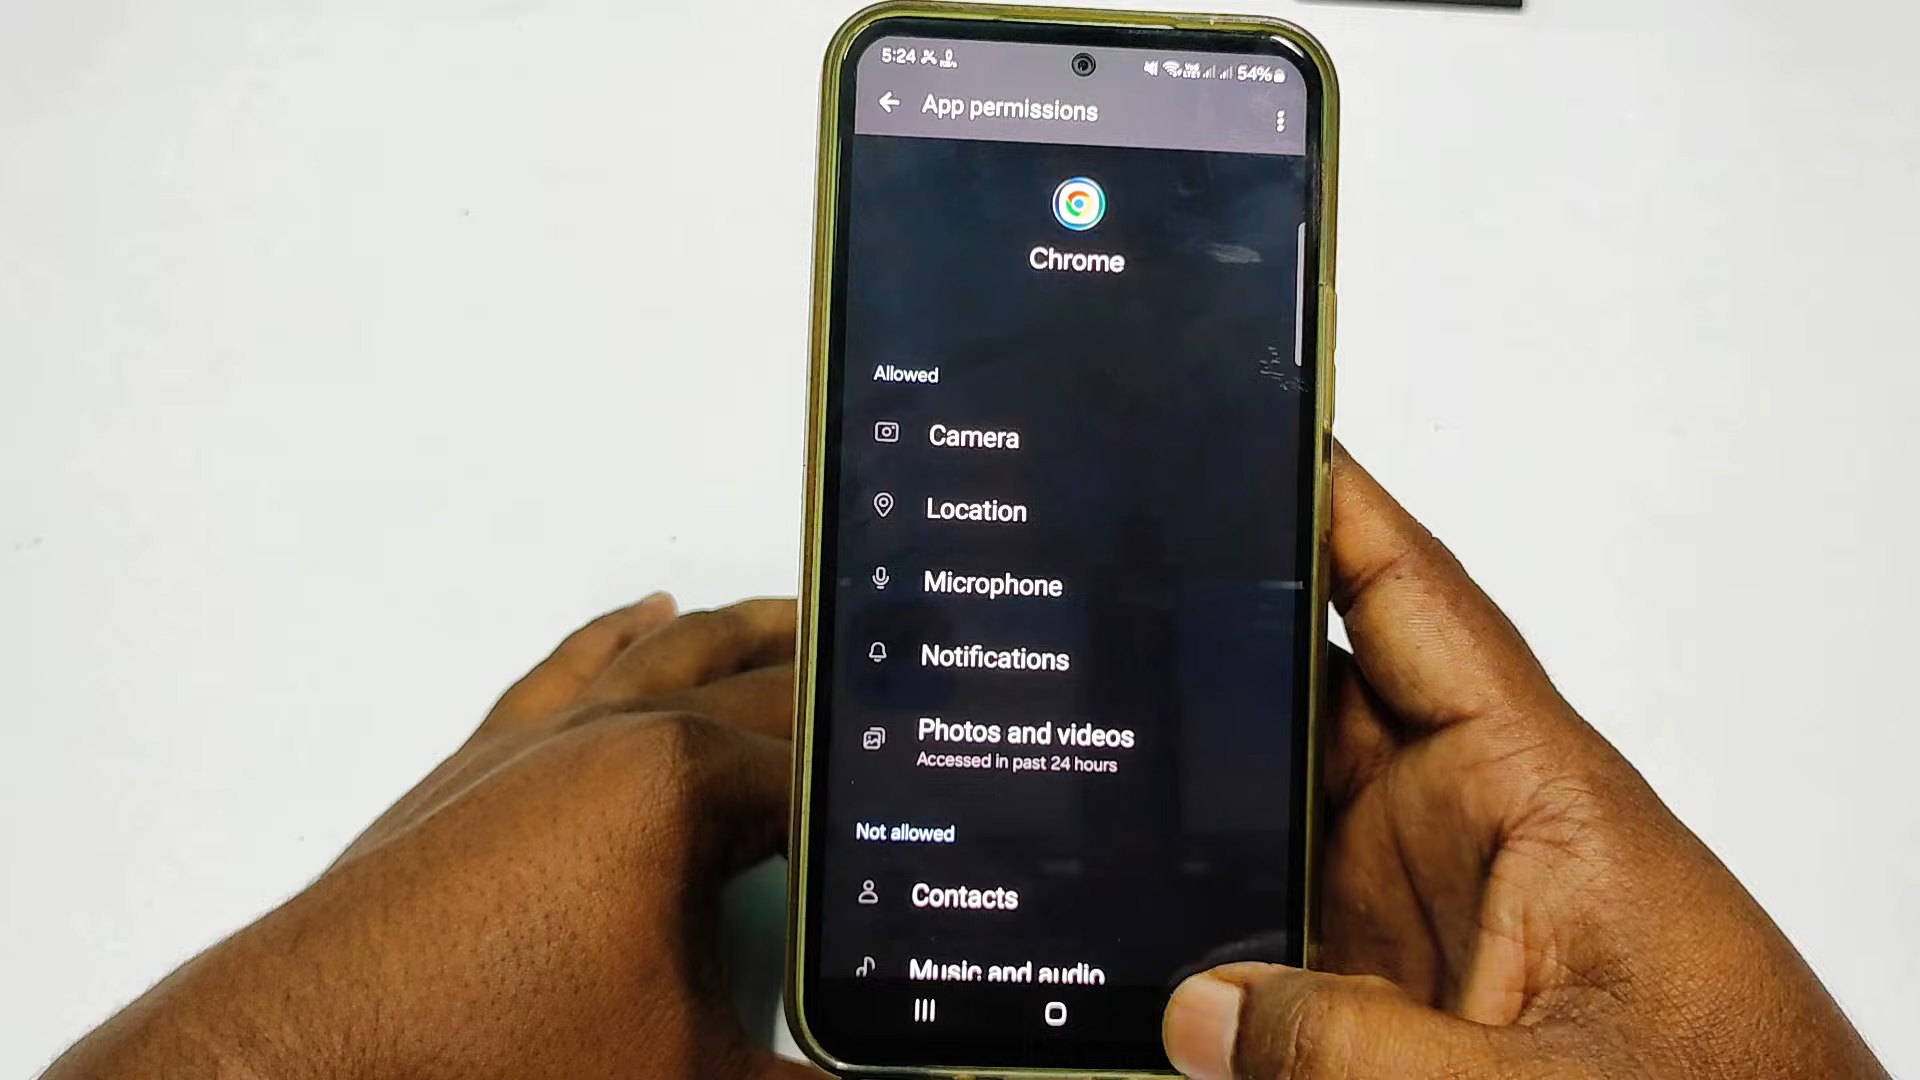 5:24
54%
App permissions
Chrome
Allowed
Camera
Location
Microphone
Notifications
Photos and videos
Accessed in past 24 hours
Not allowed
Contacts
Music and audio